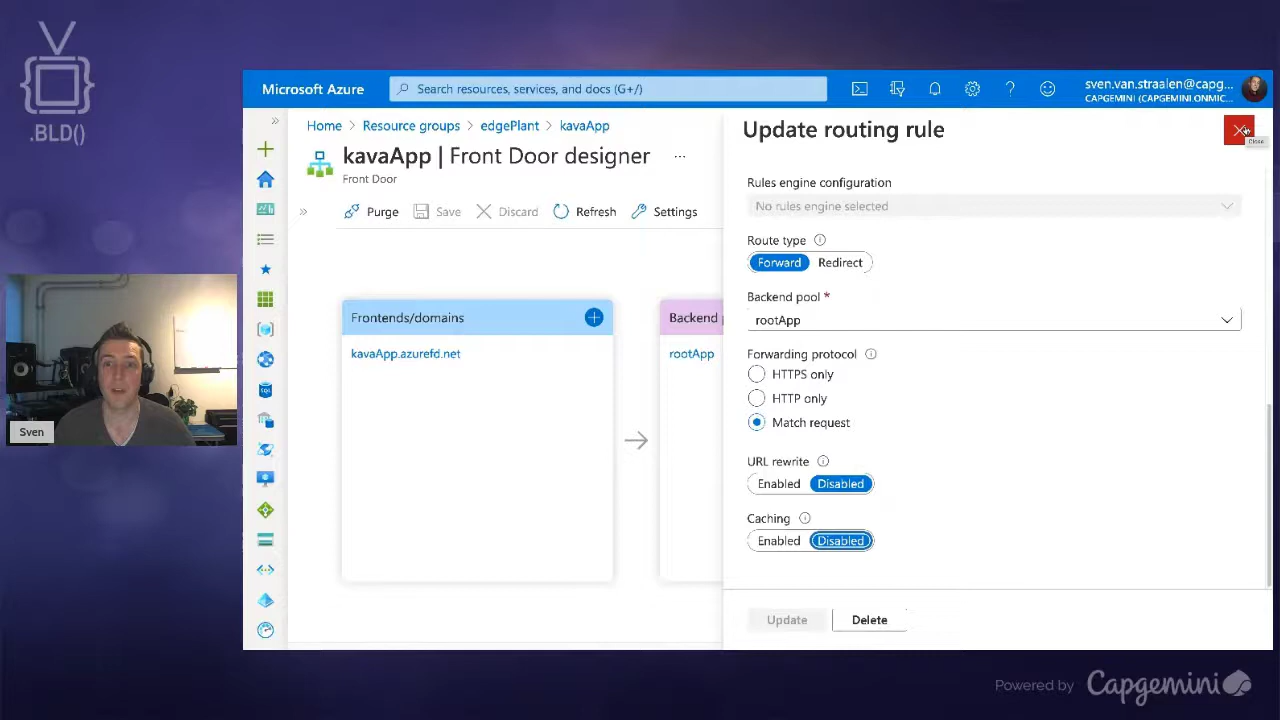 .BLD()
Microsoft Azure
Search resources, services, and docs (G+/)
sven.van.straalen@capg...
CAPGEMINI (CAPGEMINI.ONMIC...
Home > Resource groups > edgePlant > kavaApp
kavaApp | Front Door designer ...
Front Door
Purge Save Discard Refresh Settings
Frontends/domains
kavaApp.azurefd.net
Backend p
rootApp
Update routing rule
Close
Rules engine configuration
No rules engine selected
Route type
Forward Redirect
Backend pool *
rootApp
Forwarding protocol
HTTPS only
HTTP only
Match request
URL rewrite
Enabled Disabled
Caching
Enabled Disabled
Update Delete
Sven
Powered by Capgemini